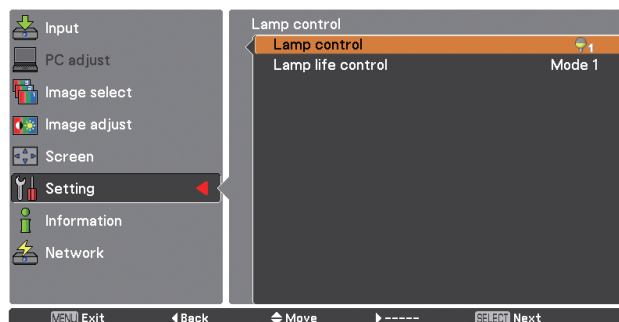 Input
PC adjust
Image select
Image adjust
Screen
Setting
Information
Network
Lamp control
Lamp control 1
Lamp life control Mode 1
MENU Exit Back Move ----- SELECT Next